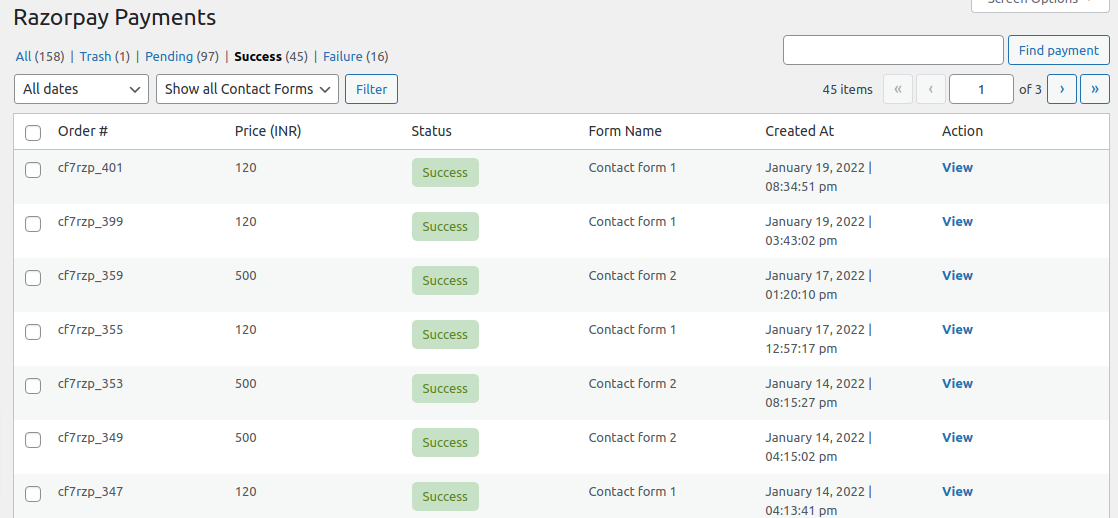 Screen Options
Razorpay Payments
All (158) | Trash (1) | Pending (97) | Success (45) | Failure (16)
Find payment
All dates Show all Contact Forms Filter 45 items « ‹ 1 of 3 › »
Order # Price (INR) Status Form Name Created At Action
cf7rzp_401 120 Success Contact form 1 January 19, 2022 | View
08:34:51 pm
cf7rzp_399 120 Success Contact form 1 January 19, 2022 | View
03:43:02 pm
cf7rzp_359 500 Success Contact form 2 January 17, 2022 | View
01:20:10 pm
cf7rzp_355 120 Success Contact form 1 January 17, 2022 | View
12:57:17 pm
cf7rzp_353 500 Success Contact form 2 January 14, 2022 | View
08:15:27 pm
cf7rzp_349 500 Success Contact form 2 January 14, 2022 | View
04:15:02 pm
cf7rzp_347 120 Success Contact form 1 January 14, 2022 | View
04:13:41 pm